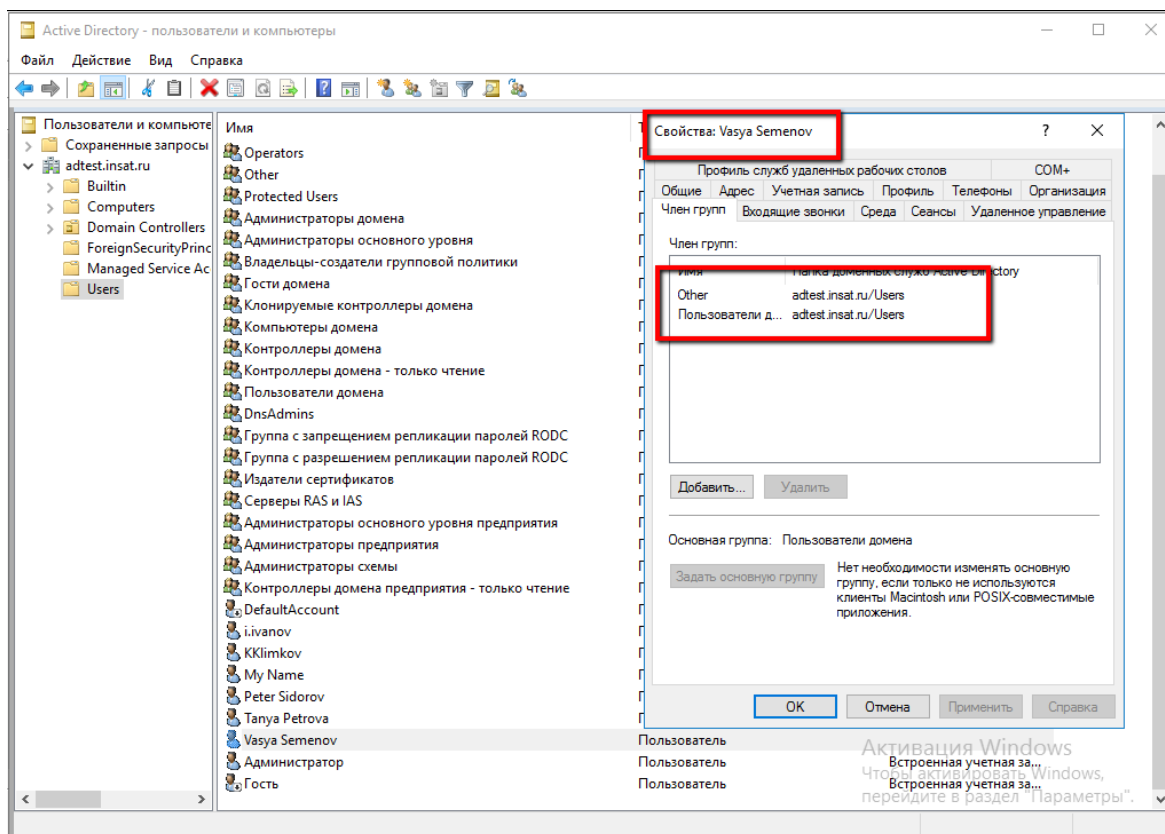 Active Directory - пользователи и компьютеры
Файл Действие Вид Справка
Пользователи и компьюте
Сохраненные запросы
adtest.insat.ru
Builtin
Computers
Domain Controllers
ForeignSecurityPrinc
Managed Service Ac
Users
Имя
Operators
Other
Protected Users
Администраторы домена
Администраторы основного уровня
Владельцы-создатели групповой политики
Гости домена
Клонируемые контроллеры домена
Компьютеры домена
Контроллеры домена
Контроллеры домена - только чтение
Пользователи домена
DnsAdmins
Группа с запрещением репликации паролей RODC
Группа с разрешением репликации паролей RODC
Издатели сертификатов
Серверы RAS и IAS
Администраторы основного уровня предприятия
Администраторы предприятия
Администраторы схемы
Контроллеры домена предприятия - только чтение
DefaultAccount
i.ivanov
KKlimkov
My Name
Peter Sidorov
Tanya Petrova
Vasya Semenov Пользователь
Администратор Пользователь Встроенная учетная за...
Гость Пользователь Встроенная учетная за...
Свойства: Vasya Semenov
Профиль служб удаленных рабочих столов COM+
Общие Адрес Учетная запись Профиль Телефоны Организация
Член групп Входящие звонки Среда Сеансы Удаленное управление
Член групп:
Имя Папка доменных служб Active Directory
Other adtest.insat.ru/Users
Пользователи д... adtest.insat.ru/Users
Добавить... Удалить
Основная группа: Пользователи домена
Задать основную группу
Нет необходимости изменять основную
группу, если только не используются
клиенты Macintosh или POSIX-совместимые
приложения.
OK Отмена Применить Справка
Активация Windows
Чтобы активировать Windows,
перейдите в раздел "Параметры".